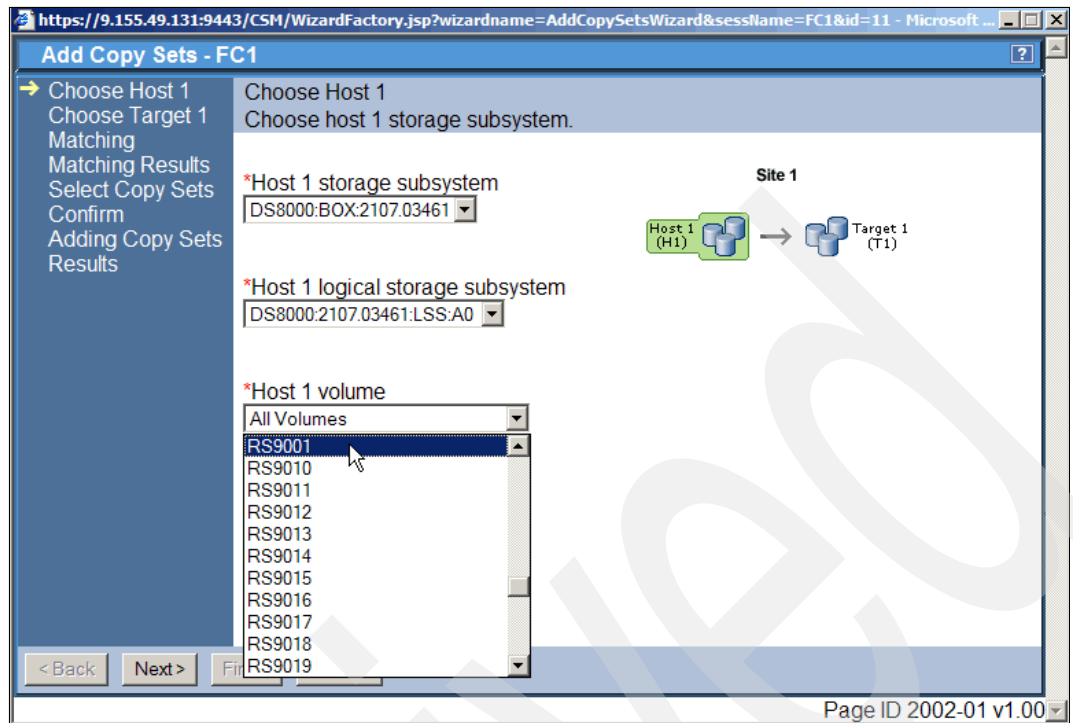 https://9.155.49.131:9443/CSM/WizardFactory.jsp?wizardname=AddCopySetsWizard&sessName=FC1&id=11 - Microsoft ...
Add Copy Sets - FC1
?
Choose Host 1
Choose Target 1
Matching
Matching Results
Select Copy Sets
Confirm
Adding Copy Sets
Results
Choose Host 1
Choose host 1 storage subsystem.
*Host 1 storage subsystem
DS8000:BOX:2107.03461
*Host 1 logical storage subsystem
DS8000:2107.03461:LSS:A0
*Host 1 volume
All Volumes
RS9001
RS9010
RS9011
RS9012
RS9013
RS9014
RS9015
RS9016
RS9017
RS9018
RS9019
Site 1
Host 1
(H1)
Target 1
(T1)
< Back
Next >
Page ID 2002-01 v1.00